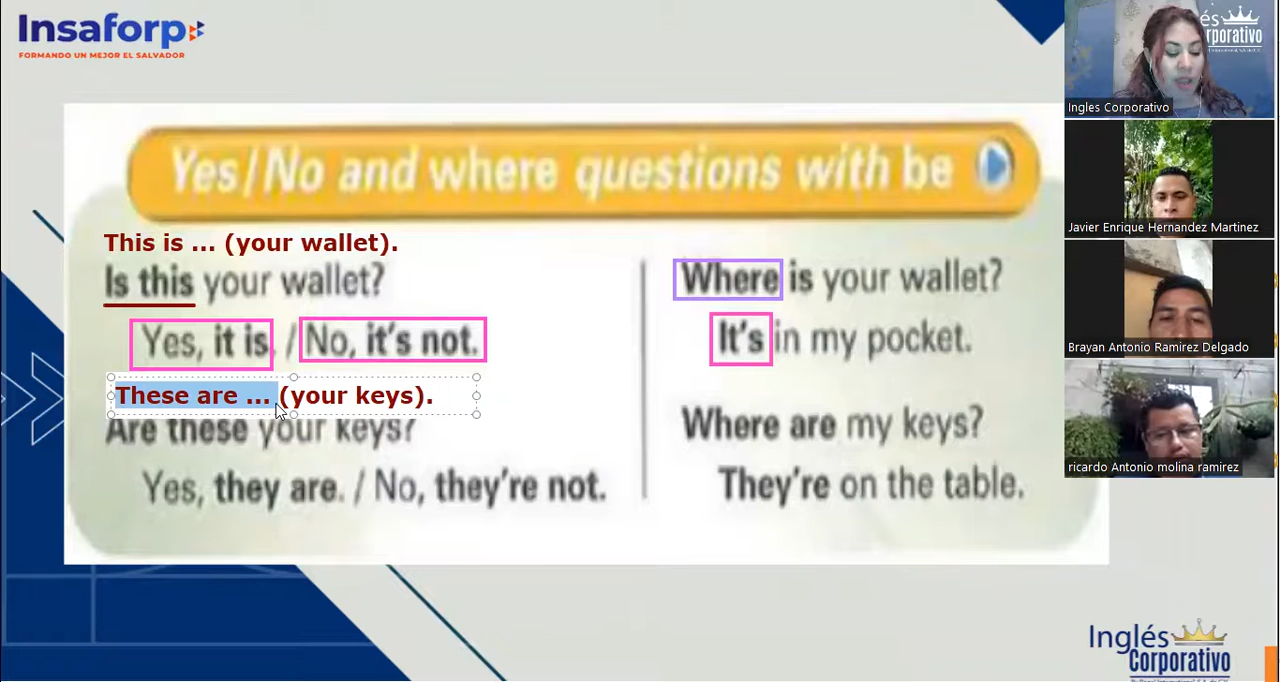 Insaforp
FORMANDO UN MEJOR EL SALVADOR
Yes/No and where questions with be
This is ... (your wallet).
Is this your wallet?
Yes, it is. / No, it's not.
These are ... (your keys).
Are these your keys?
Yes, they are. / No, they're not.
Where is your wallet?
It's in my pocket.
Where are my keys?
They're on the table.
és
rporativo
Ingles Corporativo
Javier Enrique Hernandez Martinez
Brayan Antonio Ramirez Delgado
ricardo Antonio molina ramirez
Inglés
Corporativo